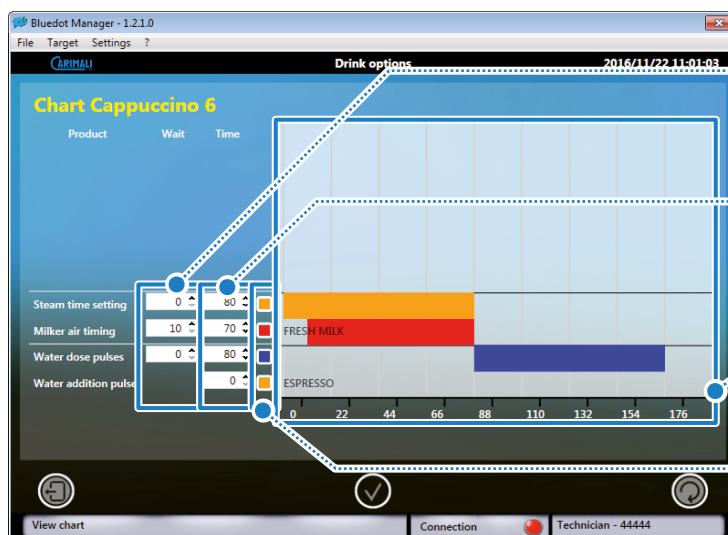 Bluedot Manager - 1.2.1.0
File Target Settings ?
CARIMALI Drink options 2016/11/22 11:01:03
Chart Cappuccino 6
Product Wait Time
Steam time setting 0 80
Milker air timing 10 70 FRESH MILK
Water dose pulses 0 80
Water addition pulse 0 ESPRESSO
0 22 44 66 88 110 132 154 176
View chart Connection Technician - 44444